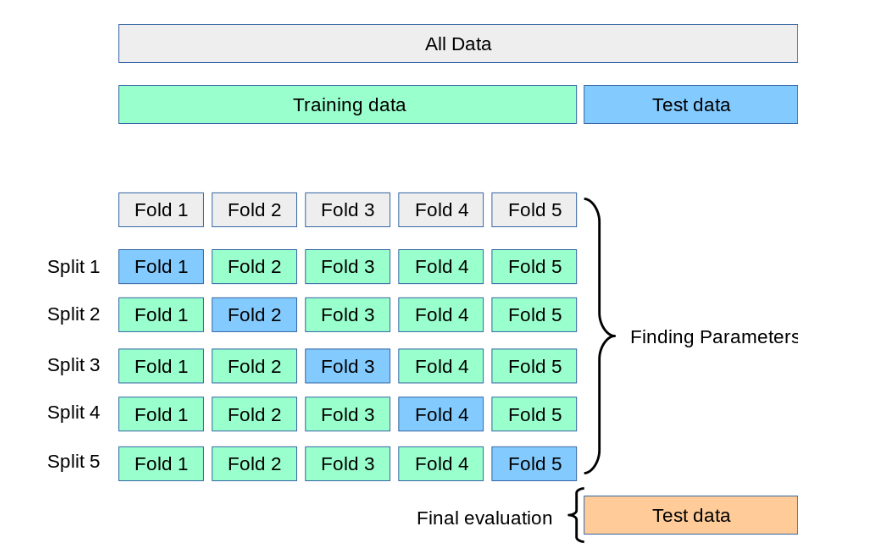 All Data
Training data Test data
Fold 1 Fold 2 Fold 3 Fold 4 Fold 5
Split 1 Fold 1 Fold 2 Fold 3 Fold 4 Fold 5
Split 2 Fold 1 Fold 2 Fold 3 Fold 4 Fold 5
Finding Parameters
Split 3 Fold 1 Fold 2 Fold 3 Fold 4 Fold 5
Split 4 Fold 1 Fold 2 Fold 3 Fold 4 Fold 5
Split 5 Fold 1 Fold 2 Fold 3 Fold 4 Fold 5
Final evaluation Test data